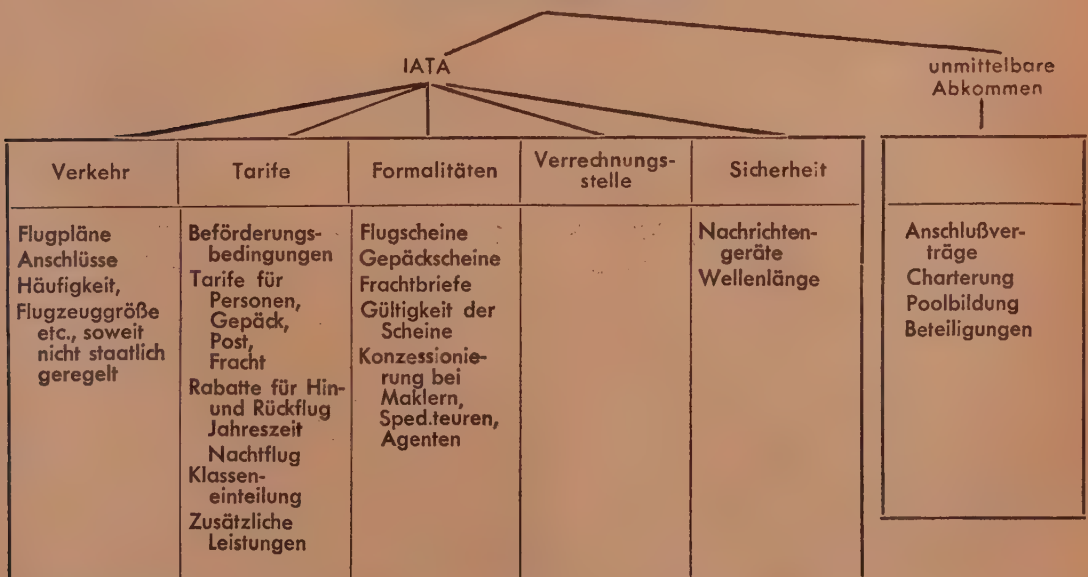 IATA
unmittelbare
Abkommen
Verkehr
Flugpläne
Anschlüsse
Häufigkeit,
Flugzeuggröße
etc., soweit
nicht staatlich
geregelt
Tarife
Beförderungs-
bedingungen
Tarife für
Personen,
Gepäck,
Post,
Fracht
Rabatte für Hin-
und Rückflug
Jahreszeit
Nachtflug
Klassen-
einteilung
Zusätzliche
Leistungen
Formalitäten
Flugscheine
Gepäckscheine
Frachtbriefe
Gültigkeit der
Scheine
Konzessionie-
rung bei
Maklern,
Sped.teuren,
Agenten
Verrechnungs-
stelle
Sicherheit
Nachrichten-
geräte
Wellenlänge
Anschlußver-
träge
Charterung
Poolbildung
Beteiligungen